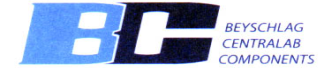 BC
BEYSCHLAG
CENTRALAB
COMPONENTS